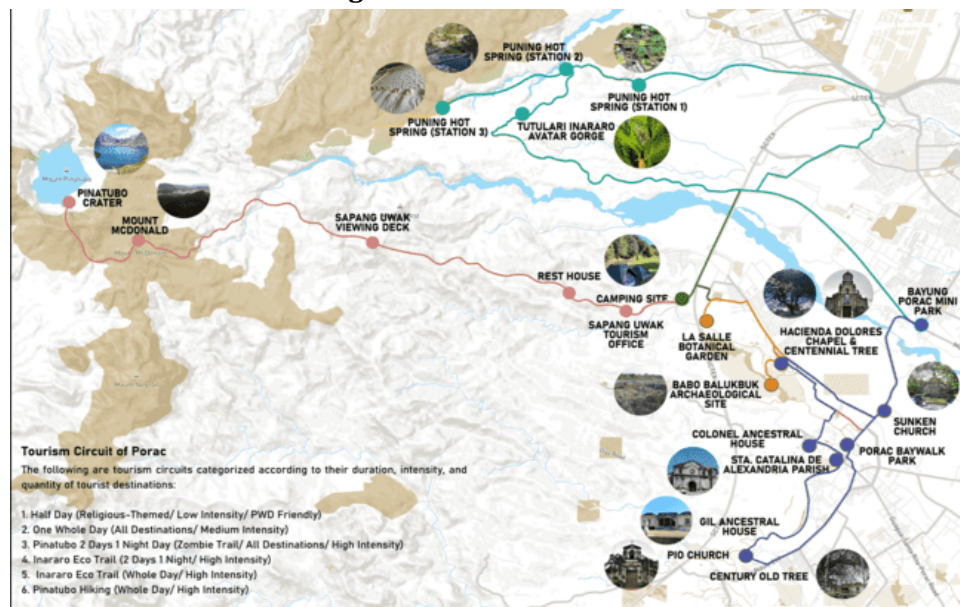 PUNING HOT
SPRING (STATION 2)
PUNING HOT
SPRING (STATION 1)
PUNING HOT
SPRING (STATION 3)
TUTULARI INARARO
AVATAR GORGE
SCTEX
Mount Pinatubo
PINATUBO
CRATER
MOUNT
MCDONALD
SAPANG UWAK
VIEWING DECK
REST HOUSE
CAMPING SITE
SAPANG UWAK
TOURISM
OFFICE
LA SALLE
BOTANICAL
GARDEN
HACIENDA DOLORES
CHAPEL &
CENTENNIAL TREE
BAYUNG
PORAC MINI
PARK
BABO BALUKBUK
ARCHAEOLOGICAL
SITE
SUNKEN
CHURCH
COLONEL ANCESTRAL
HOUSE
STA. CATALINA DE
ALEXANDRIA PARISH
PORAC BAYWALK
PARK
GIL ANCESTRAL
HOUSE
PIO CHURCH
CENTURY OLD TREE
Tourism Circuit of Porac
The following are tourism circuits categorized according to their duration, intensity, and
quantity of tourist destinations:
1. Half Day (Religious-Themed/ Low Intensity/ PWD Friendly)
2. One Whole Day (All Destinations/ Medium Intensity)
3. Pinatubo 2 Days 1 Night Day (Zombie Trail/ All Destinations/ High Intensity)
4. Inararo Eco Trail (2 Days 1 Night/ High Intensity)
5. Inararo Eco Trail (Whole Day/ High Intensity)
6. Pinatubo Hiking (Whole Day/ High Intensity)